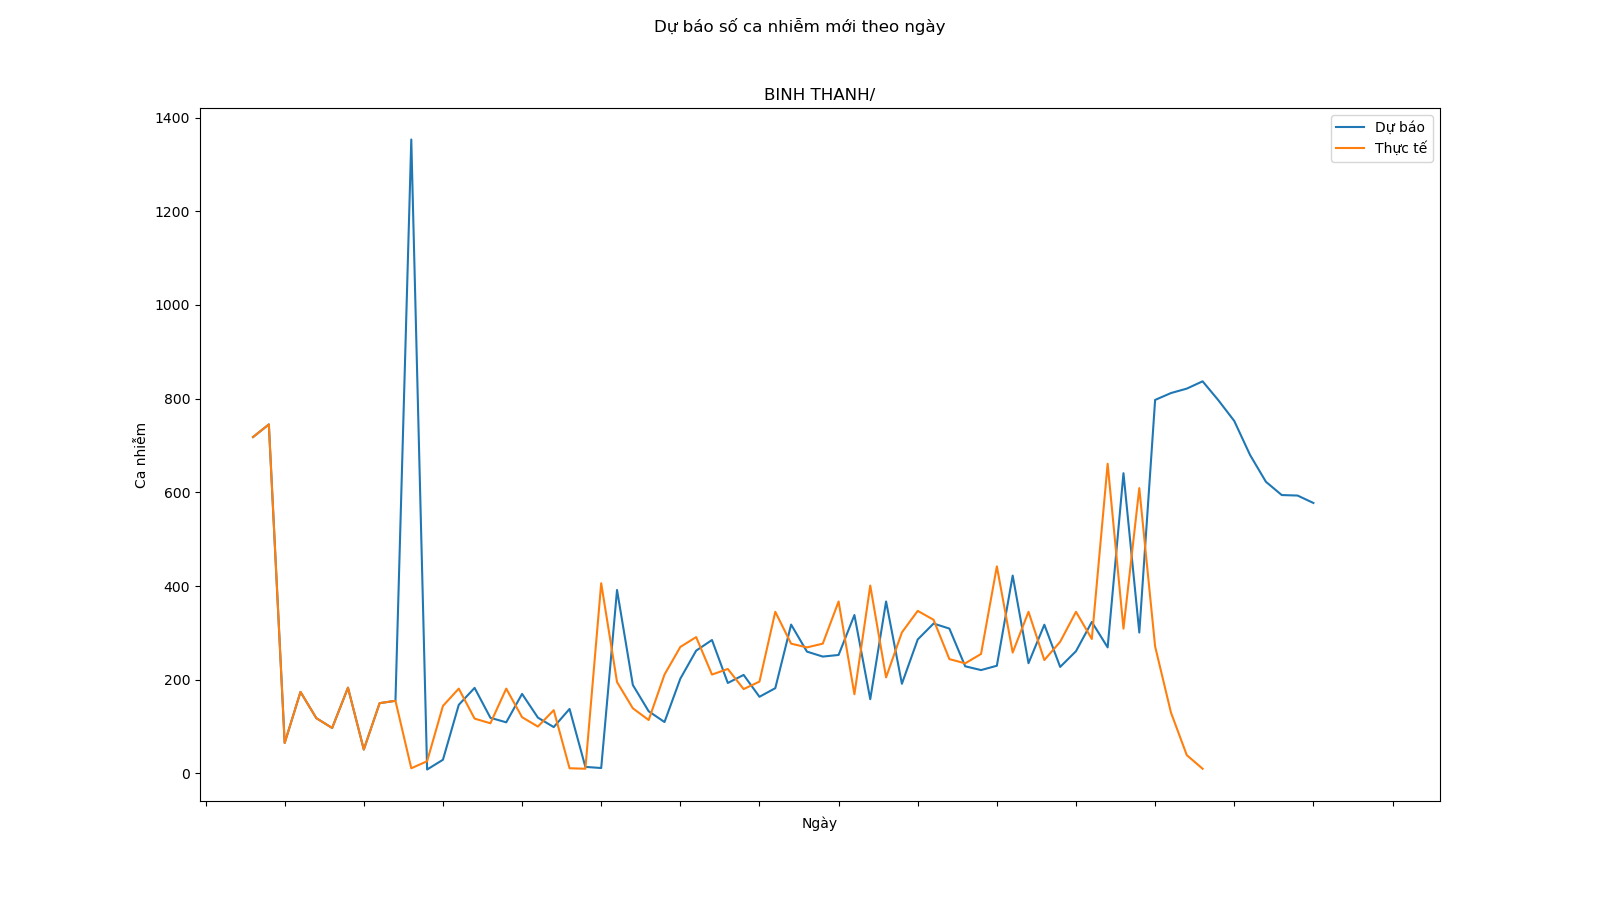 Dự báo số ca nhiễm mới theo ngày
BINH THANH/
1400
1200
1000
800
600
400
200
0
Ca nhiễm
Ngày
Dự báo
Thực tế